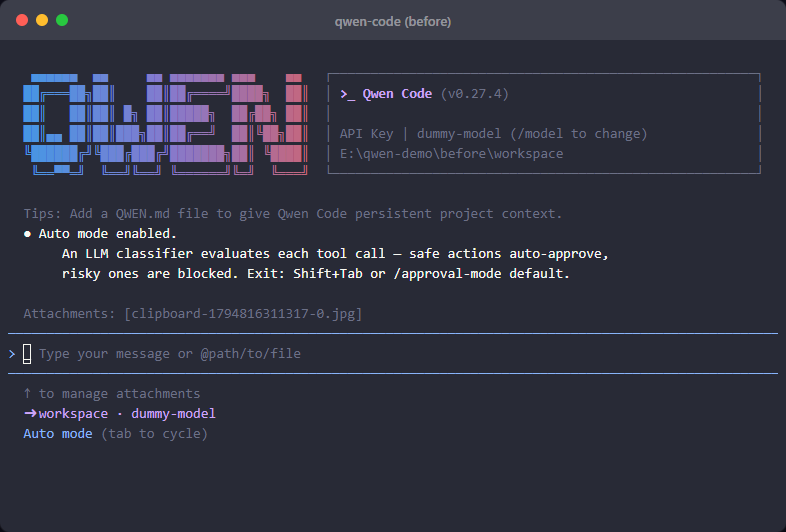 qwen-code (before)
QWEN
>_ Qwen Code (v0.27.4)
API Key | dummy-model (/model to change)
E:\qwen-demo\before\workspace
Tips: Add a QWEN.md file to give Qwen Code persistent project context.
● Auto mode enabled.
An LLM classifier evaluates each tool call — safe actions auto-approve,
risky ones are blocked. Exit: Shift+Tab or /approval-mode default.
Attachments: [clipboard-1794816311317-0.jpg]
> Type your message or @path/to/file
↑ to manage attachments
➜workspace · dummy-model
Auto mode (tab to cycle)